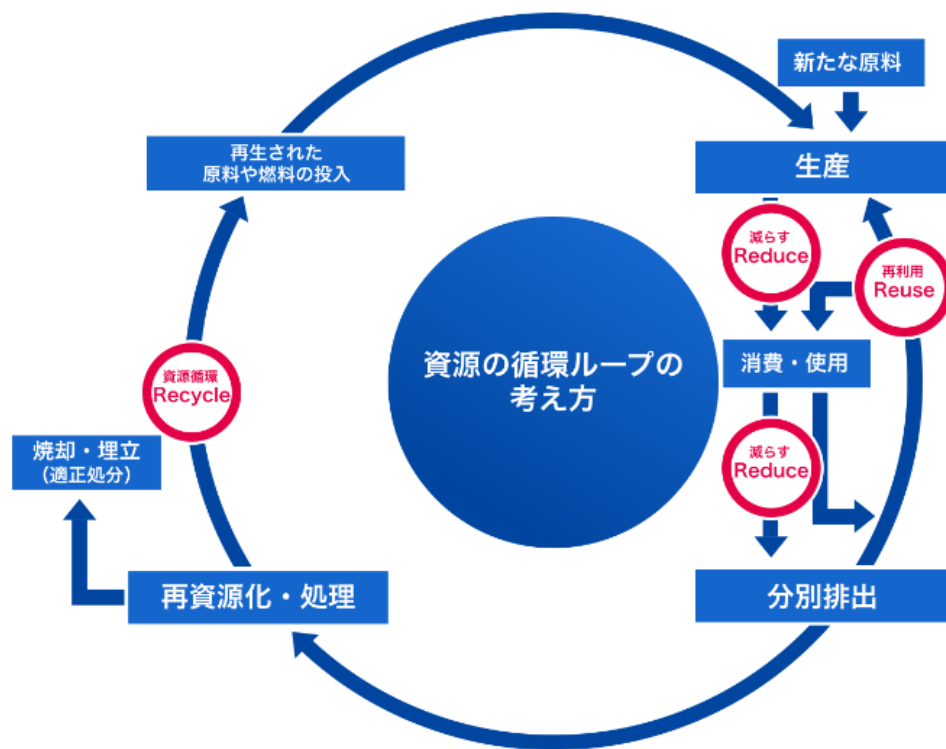 新たな原料
生産
再生された
原料や燃料の投入
減らす
Reduce
再利用
Reuse
資源の循環ループの
考え方
消費・使用
資源循環
Recycle
減らす
Reduce
焼却・埋立
(適正処分)
再資源化・処理
分別排出